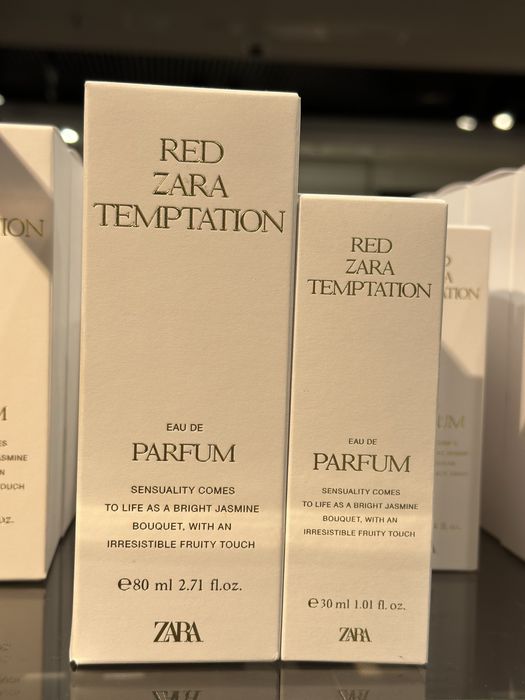 RED
ZARA
TEMPTATION
EAU DE
PARFUM
SENSUALITY COMES
TO LIFE AS A BRIGHT JASMINE
BOUQUET, WITH AN
IRRESISTIBLE FRUITY TOUCH
℮80 ml 2.71 fl.oz.
ZARA
RED
ZARA
TEMPTATION
EAU DE
PARFUM
SENSUALITY COMES
TO LIFE AS A BRIGHT JASMINE
BOUQUET, WITH AN
IRRESISTIBLE FRUITY TOUCH
℮30 ml 1.01 fl. oz.
ZARA